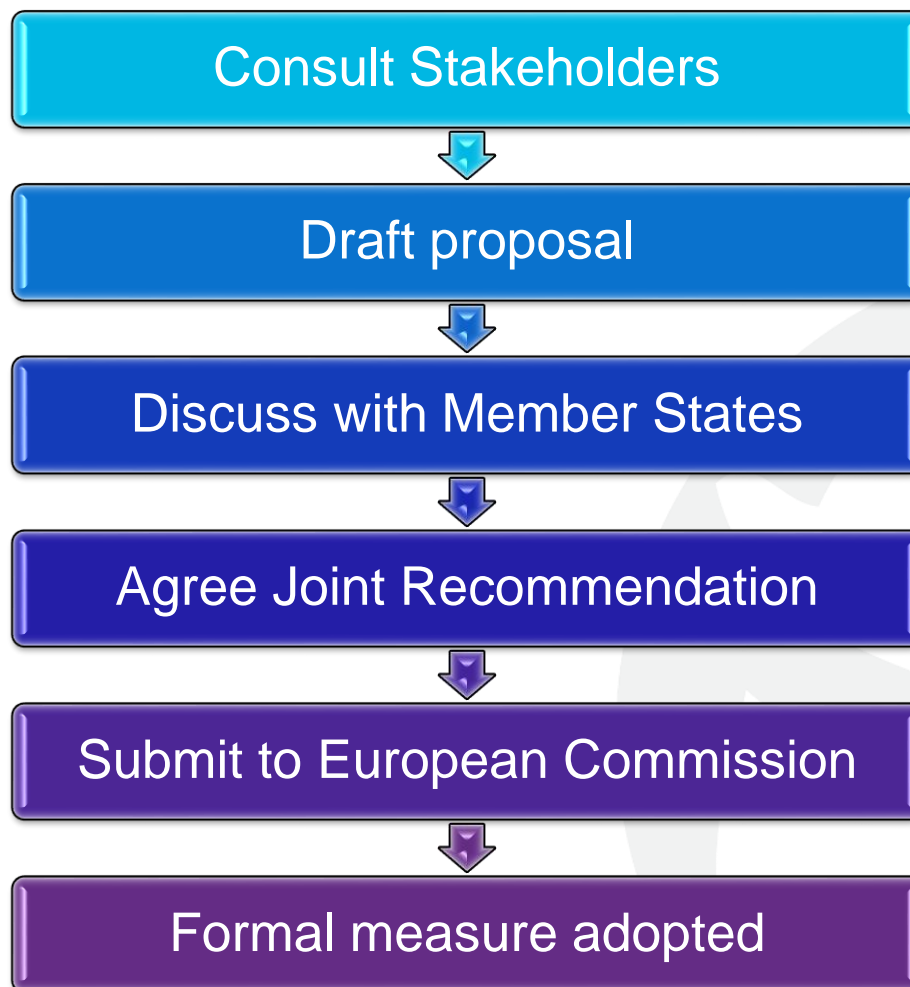 Consult Stakeholders
Draft proposal
Discuss with Member States
Agree Joint Recommendation
Submit to European Commission
Formal measure adopted